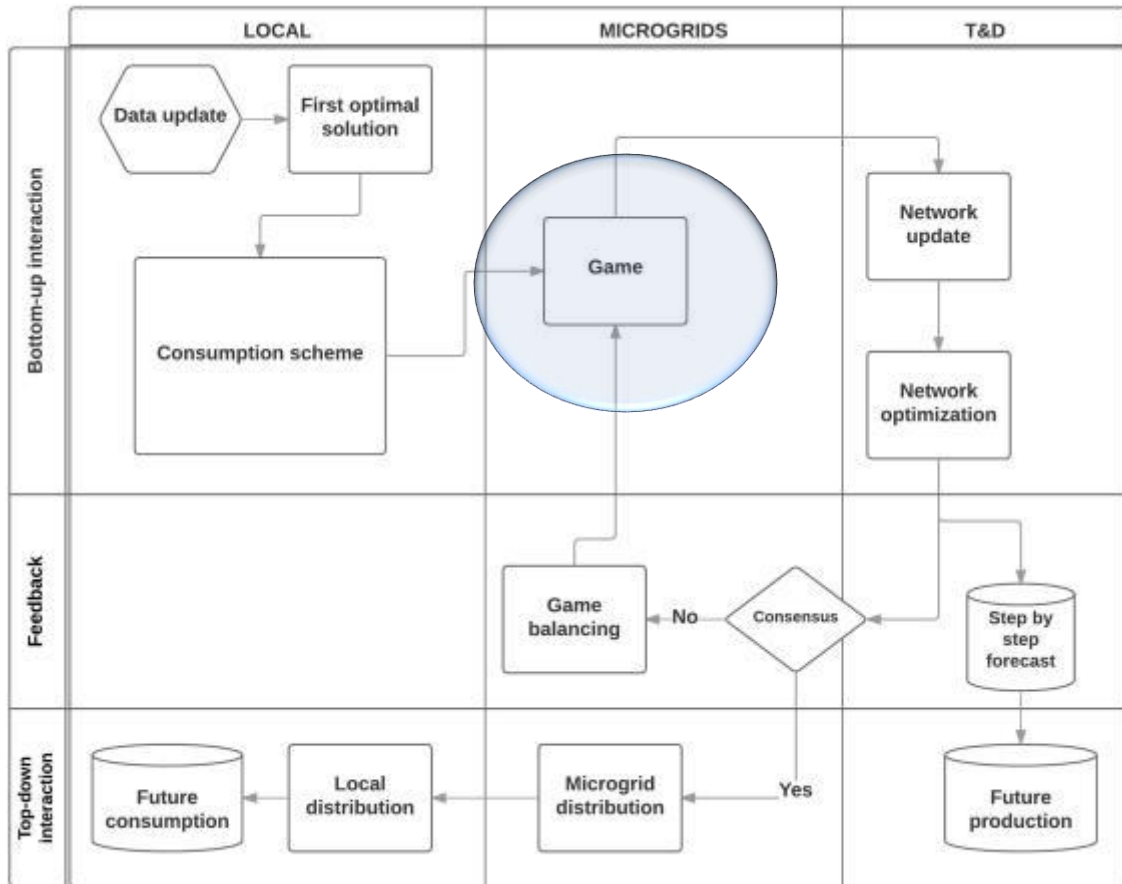 LOCAL
MICROGRIDS
T&D
Bottom-up interaction
Data update
First optimal
solution
Consumption scheme
Game
Network
update
Network
optimization
Feedback
Game
balancing
No
Consensus
Step by
step
forecast
Top-down
interaction
Future
consumption
Local
distribution
Microgrid
distribution
Yes
Future
production